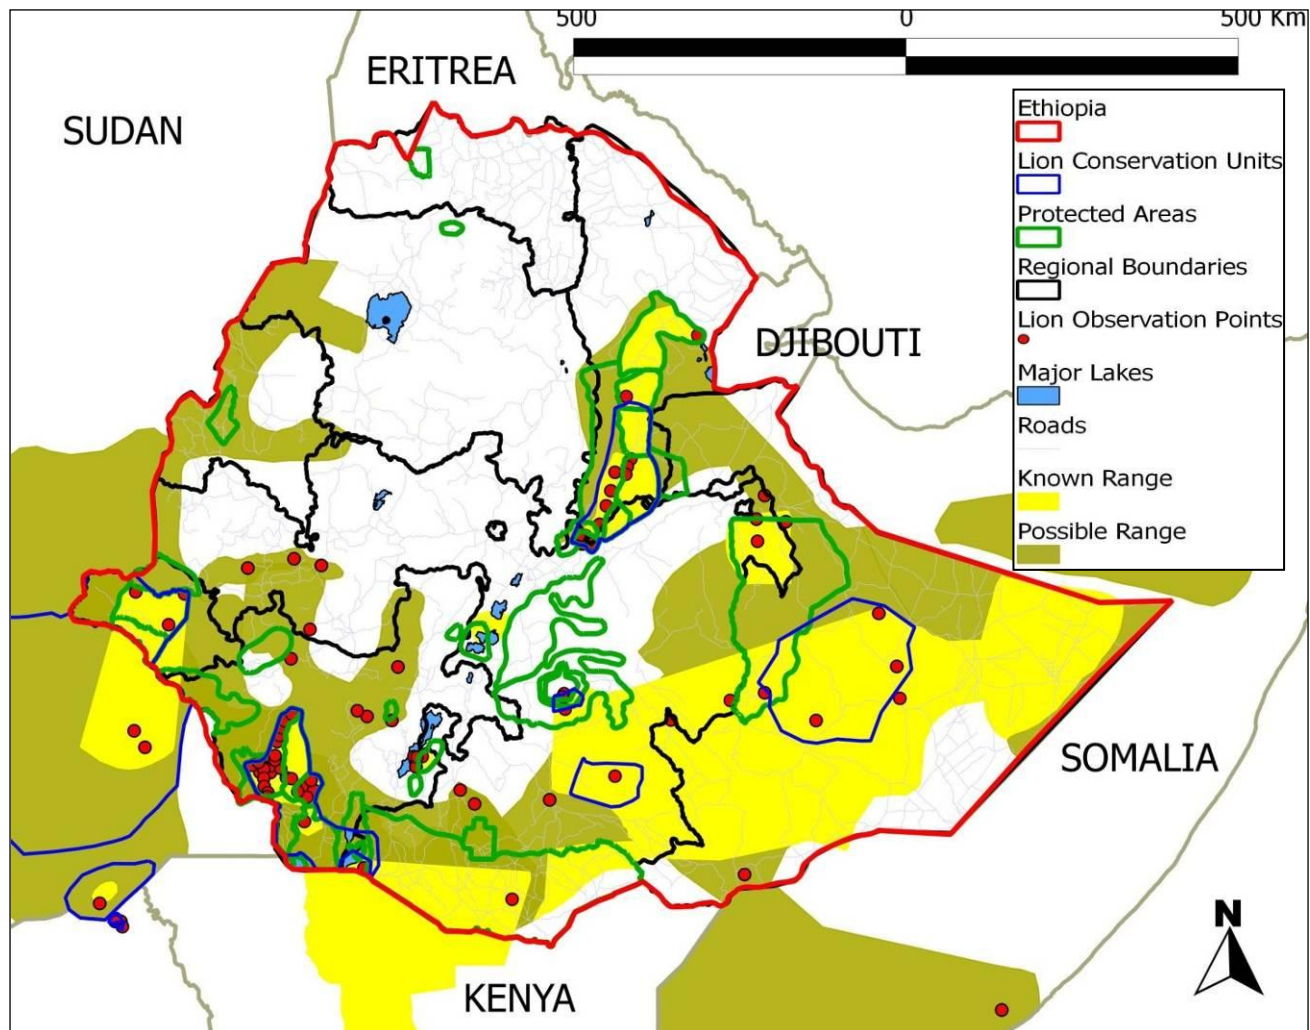 500 0 500 Km
ERITREA
SUDAN
DJIBOUTI
SOMALIA
KENYA
Ethiopia
Lion Conservation Units
Protected Areas
Regional Boundaries
Lion Observation Points
Major Lakes
Roads
Known Range
Possible Range
N